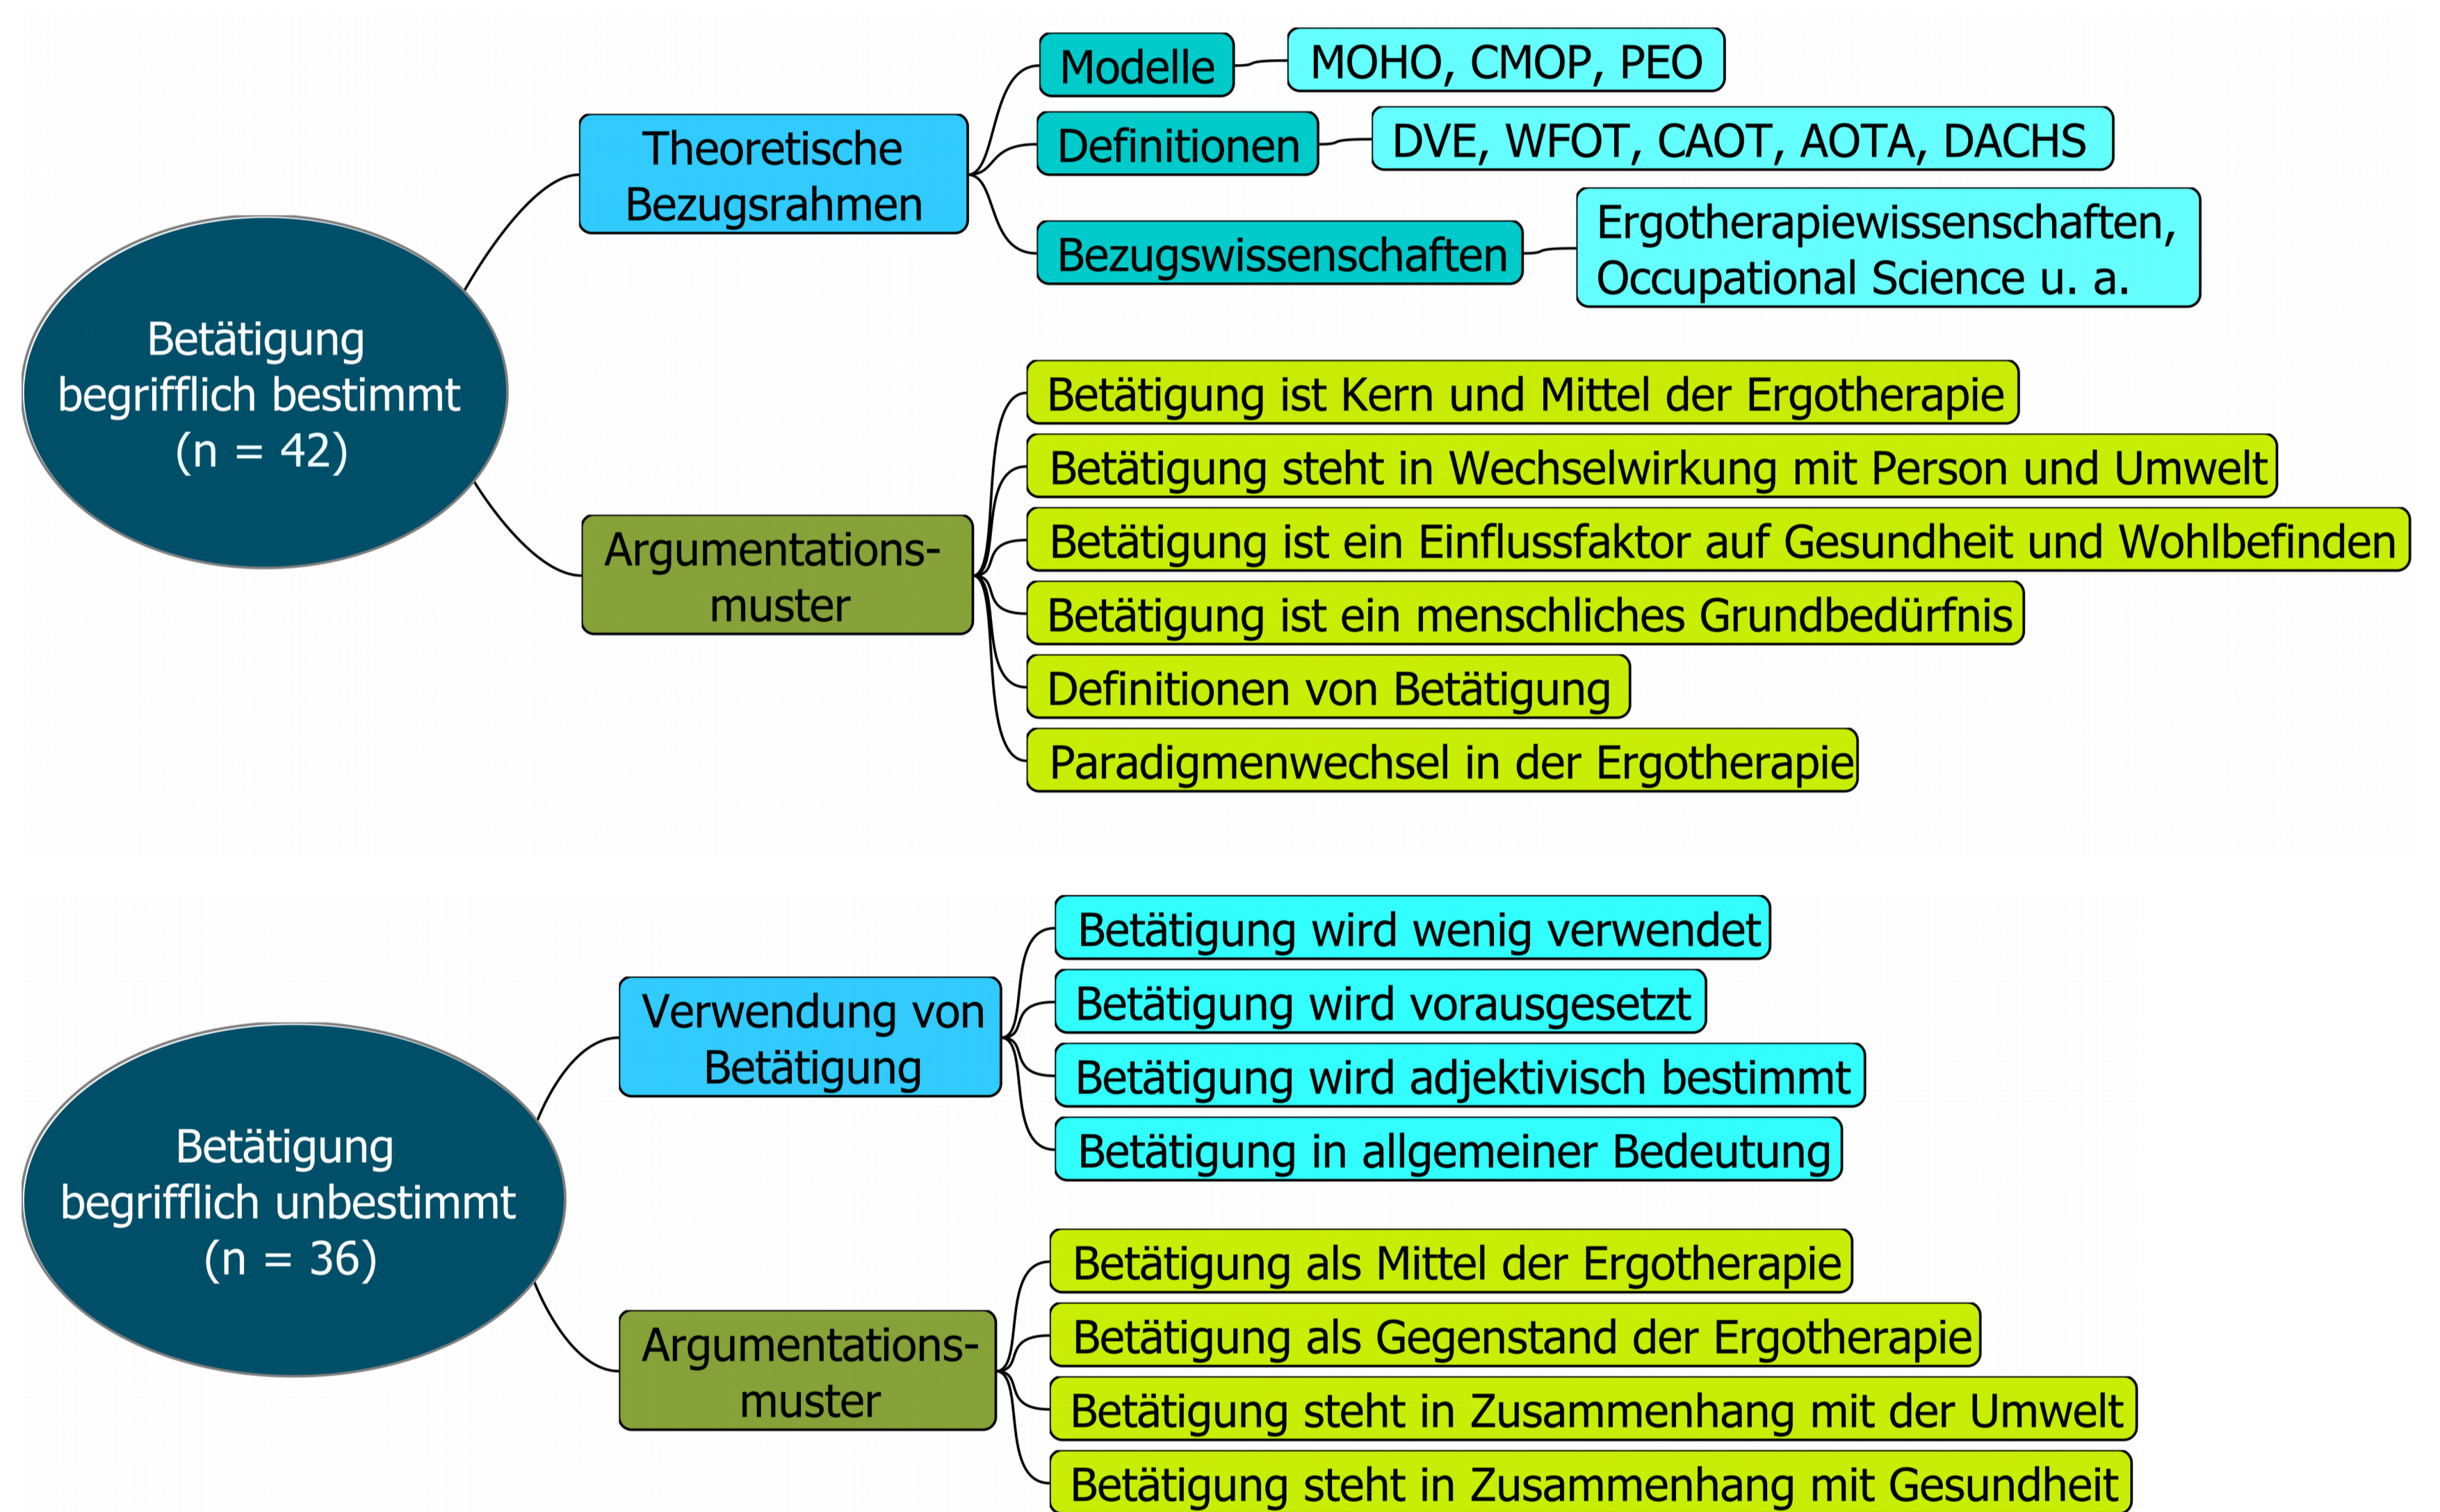 Betätigung
begrifflich bestimmt
(n = 42)
Theoretische
Bezugsrahmen
Modelle
MOHO, CMOP, PEO
Definitionen
DVE, WFOT, CAOT, AOTA, DACHS
Bezugswissenschaften
Ergotherapiewissenschaften,
Occupational Science u. a.
Argumentations-
muster
Betätigung ist Kern und Mittel der Ergotherapie
Betätigung steht in Wechselwirkung mit Person und Umwelt
Betätigung ist ein Einflussfaktor auf Gesundheit und Wohlbefinden
Betätigung ist ein menschliches Grundbedürfnis
Definitionen von Betätigung
Paradigmenwechsel in der Ergotherapie
Betätigung
begrifflich unbestimmt
(n = 36)
Verwendung von
Betätigung
Betätigung wird wenig verwendet
Betätigung wird vorausgesetzt
Betätigung wird adjektivisch bestimmt
Betätigung in allgemeiner Bedeutung
Argumentations-
muster
Betätigung als Mittel der Ergotherapie
Betätigung als Gegenstand der Ergotherapie
Betätigung steht in Zusammenhang mit der Umwelt
Betätigung steht in Zusammenhang mit Gesundheit